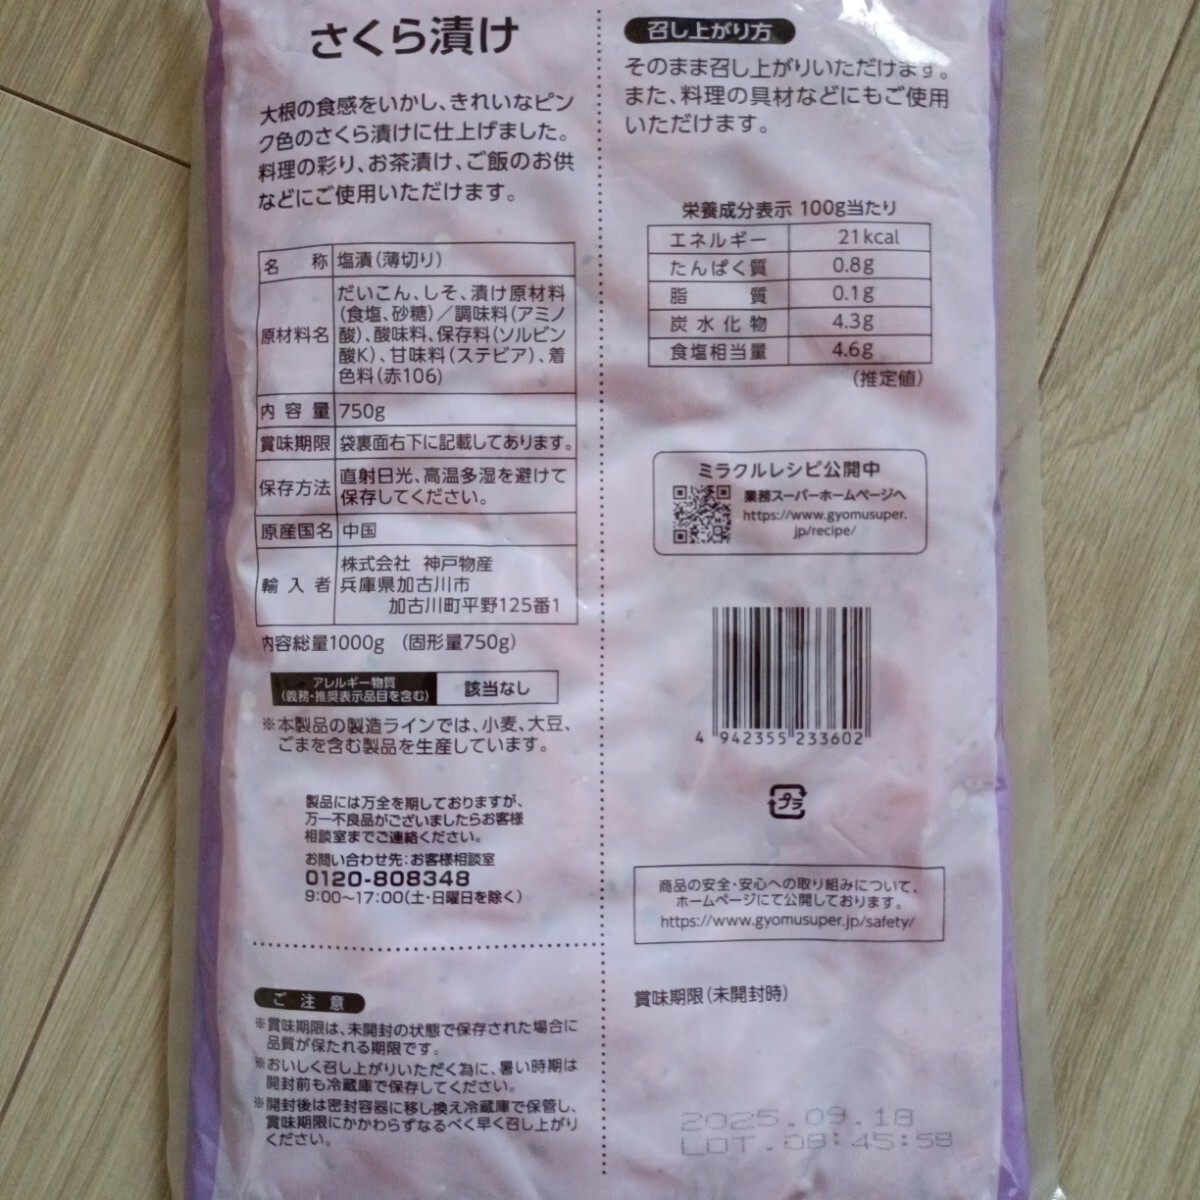 さくら漬け
大根の食感をいかし、きれいなピン
ク色のさくら漬けに仕上げました。
料理の彩り、お茶漬け、ご飯のお供
などにご使用いただけます。
名 称 塩漬(薄切り)
原材料名 だいこん、しそ、漬け原材料
(食塩、砂糖)／調味料(アミノ
酸)、酸味料、保存料(ソルビン
酸K)、甘味料(ステビア)、着
色料(赤106)
内容量 750g
賞味期限 袋裏面右下に記載してあります。
保存方法 直射日光、高温多湿を避けて
保存してください。
原産国名 中国
輸入者 株式会社 神戸物産
兵庫県加古川市
加古川町平野125番1
内容総量1000g (固形量750g)
アレルギー物質
(義務・推奨表示品目を含む) 該当なし
※本製品の製造ラインでは、小麦、大豆、
ごまを含む製品を生産しています。
製品には万全を期しておりますが、
万一不良品がございましたらお客様
相談室までご連絡ください。
お問い合わせ先：お客様相談室
0120-808348
9:00〜17:00(土・日曜日を除く)
ご注意
※賞味期限は、未開封の状態で保存された場合に
品質が保たれる期限です。
※おいしく召し上がりいただく為に、暑い時期は
開封前も冷蔵庫で保存してください。
※開封後は密封容器に移し換え冷蔵庫で保管し、
賞味期限にかかわらずなるべく早く召し上がり
ください。
召し上がり方
そのまま召し上がりいただけます。
また、料理の具材などにもご使用
いただけます。
栄養成分表示 100g当たり
エネルギー 21kcal
たんぱく質 0.8g
脂質 0.1g
炭水化物 4.3g
食塩相当量 4.6g
(推定値)
ミラクルレシピ公開中
業務スーパーホームページへ
https://www.gyomusuper.
jp/recipe/
4 942355 233602
プラ
商品の安全・安心への取り組みについて、
ホームページにて公開しております。
https://www.gyomusuper.jp/safety/
賞味期限(未開封時)
2025.09.18
LOT.08:45:58